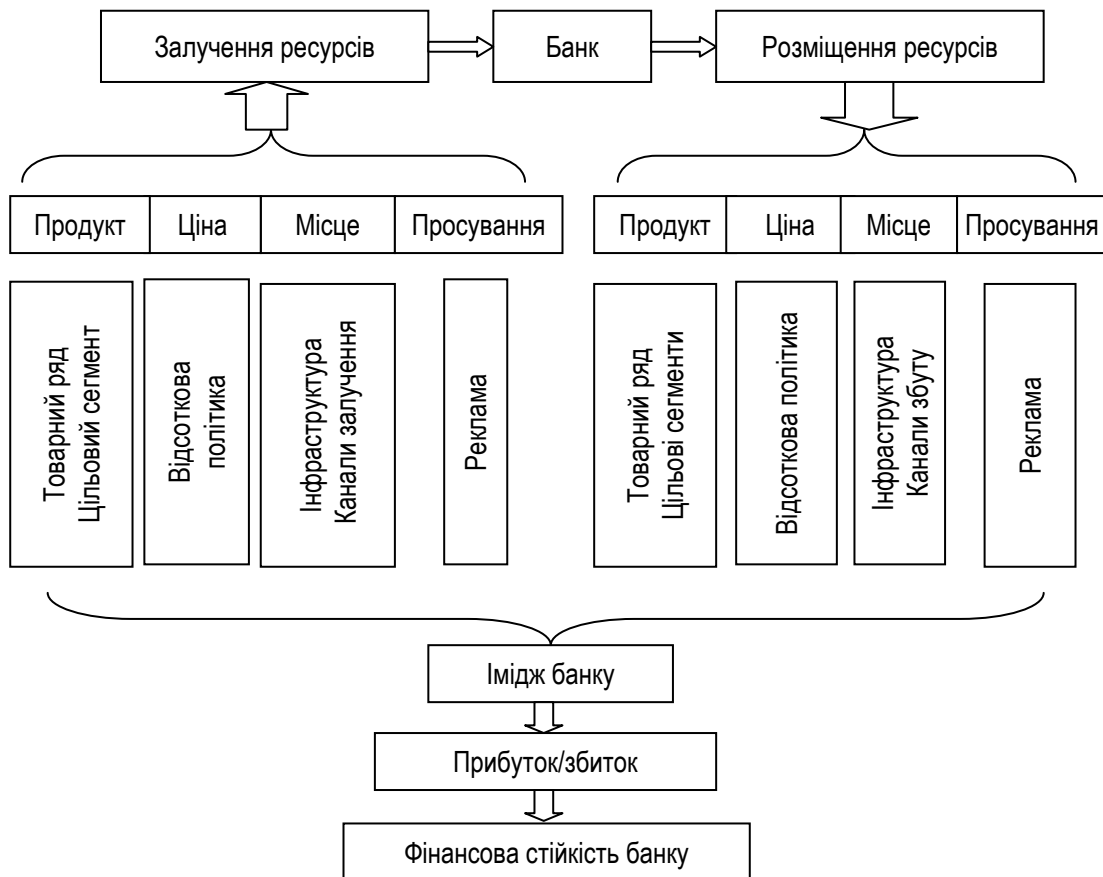 Залучення ресурсів
Банк
Розміщення ресурсів
Продукт
Ціна
Місце
Просування
Продукт
Ціна
Місце
Просування
Товарний ряд
Цільовий сегмент
Відсоткова
політика
Інфраструктура
Канали залучення
Реклама
Товарний ряд
Цільові сегменти
Відсоткова політика
Інфраструктура
Канали збуту
Реклама
Імідж банку
Прибуток/збиток
Фінансова стійкість банку